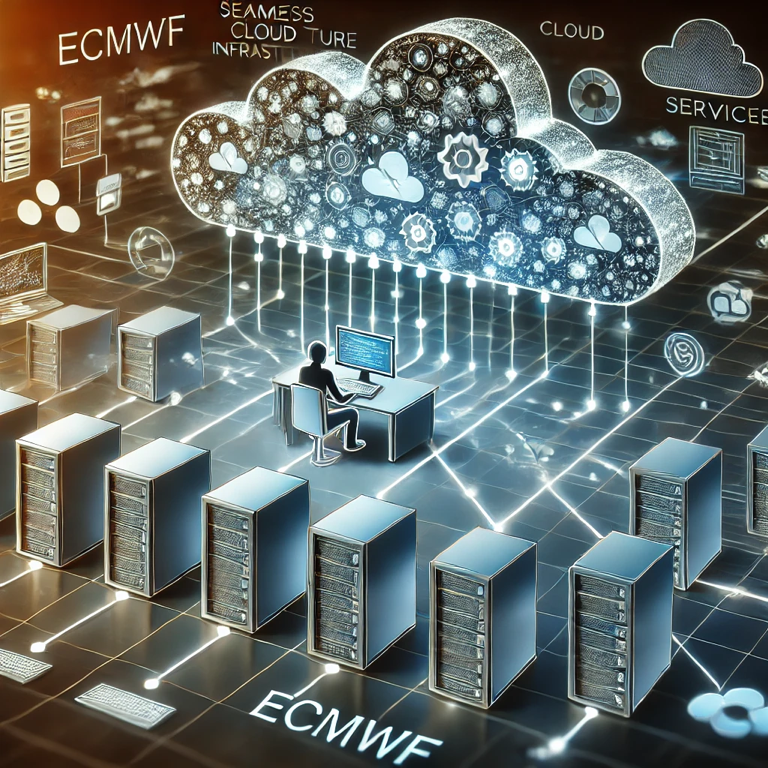 ECMWF
SEAMESS
CLOUD TURE
INFRAST
CLOUD
SERVICEE
ECMWF